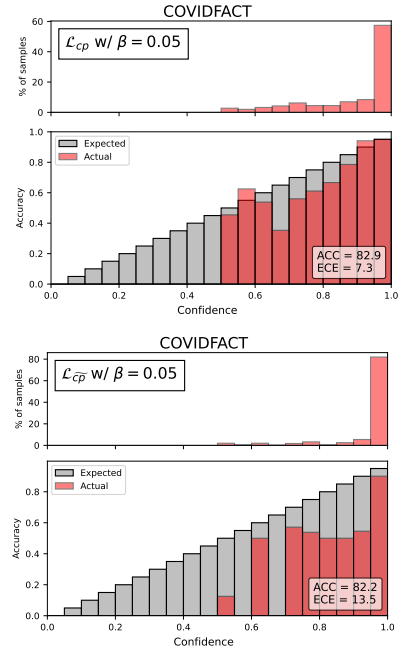 COVIDFACT
60
40
20
0
% of samples
ℒcp w/ β = 0.05
1.0
0.8
0.6
0.4
0.2
0.0
Accuracy
Expected
Actual
ACC = 82.9
ECE = 7.3
0.0 0.2 0.4 0.6 0.8 1.0
Confidence
COVIDFACT
80
60
40
20
0
% of samples
ℒc͠p w/ β = 0.05
0.8
0.6
0.4
0.2
0.0
Accuracy
Expected
Actual
ACC = 82.2
ECE = 13.5
0.0 0.2 0.4 0.6 0.8 1.0
Confidence